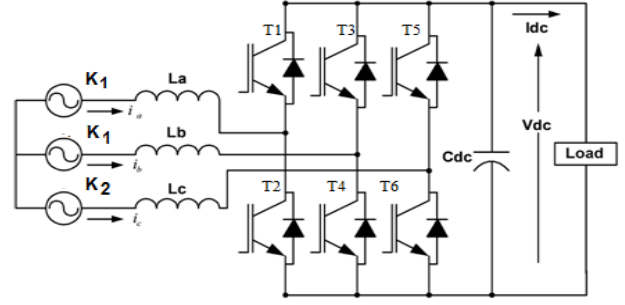 T1 T3 T5
Idc
K1 La
ia
K1 Lb
ib
Vdc
Cdc
Load
K2 Lc
ic
T2 T4 T6